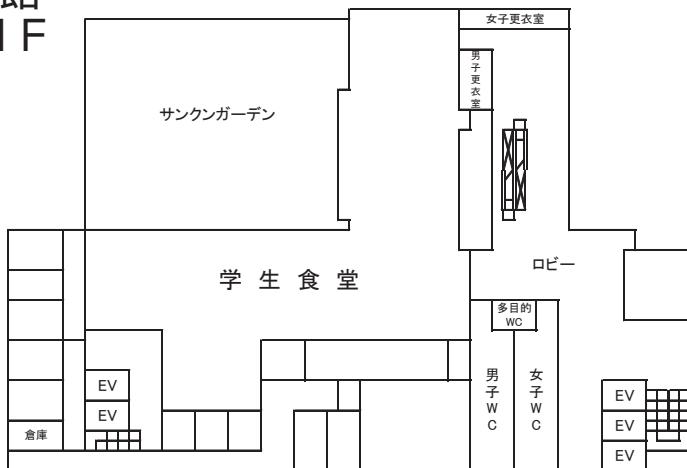 1F
女子更衣室
男子更衣室
サンクンガーデン
ロビー
学生食堂
多目的
WC
男子WC
女子WC
EV
EV
倉庫
EV
EV
EV